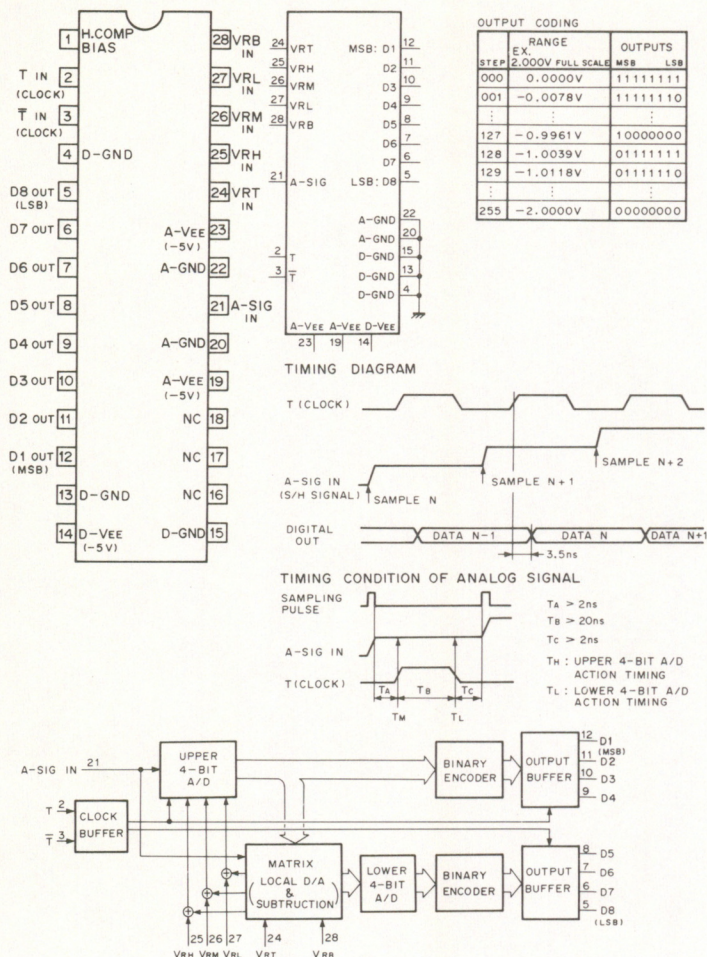 1 H.COMP BIAS
T IN 2
(CLOCK)
T̅ IN 3
(CLOCK)
4 D-GND
D8 OUT 5
(LSB)
D7 OUT 6
D6 OUT 7
D5 OUT 8
D4 OUT 9
D3 OUT 10
D2 OUT 11
D1 OUT 12
(MSB)
13 D-GND
14 D-VEE
(-5V)
28 VRB IN
27 VRL IN
26 VRM IN
25 VRH IN
24 VRT IN
A-VEE 23
(-5V)
A-GND 22
21 A-SIG IN
A-GND 20
A-VEE 19
(-5V)
NC 18
NC 17
NC 16
D-GND 15
24 VRT
25 VRH
26 VRM
27 VRL
28 VRB
21 A-SIG
2 T
3 T̅
MSB: D1 12
D2 11
D3 10
D4 9
D5 8
D6 7
D7 6
LSB: D8 5
A-GND 22
A-GND 20
D-GND 15
D-GND 13
D-GND 4
A-VEE A-VEE D-VEE
23 19 14
OUTPUT CODING
STEP RANGE EX. 2.000V FULL SCALE OUTPUTS MSB LSB
000 0.0000V 11111111
001 -0.0078V 11111110
⋮ ⋮ ⋮
127 -0.9961V 10000000
128 -1.0039V 01111111
129 -1.0118V 01111110
⋮ ⋮ ⋮
255 -2.0000V 00000000
TIMING DIAGRAM
T (CLOCK)
A-SIG IN
(S/H SIGNAL)
SAMPLE N
SAMPLE N+1
SAMPLE N+2
DIGITAL OUT
DATA N-1
DATA N
DATA N+1
3.5ns
TIMING CONDITION OF ANALOG SIGNAL
SAMPLING PULSE
A-SIG IN
T(CLOCK)
TA TB TC
TM TL
TA > 2ns
TB > 20ns
TC > 2ns
TH : UPPER 4-BIT A/D
ACTION TIMING
TL : LOWER 4-BIT A/D
ACTION TIMING
A-SIG IN 21
T 2
T̅ 3
CLOCK BUFFER
UPPER 4-BIT A/D
BINARY ENCODER
OUTPUT BUFFER
12 D1
(MSB)
11 D2
10 D3
9 D4
MATRIX
(LOCAL D/A & SUBTRUCTION)
LOWER 4-BIT A/D
BINARY ENCODER
OUTPUT BUFFER
8 D5
7 D6
6 D7
5 D8
(LSB)
25 26 27 24 28
VRH VRM VRL VRT VRB